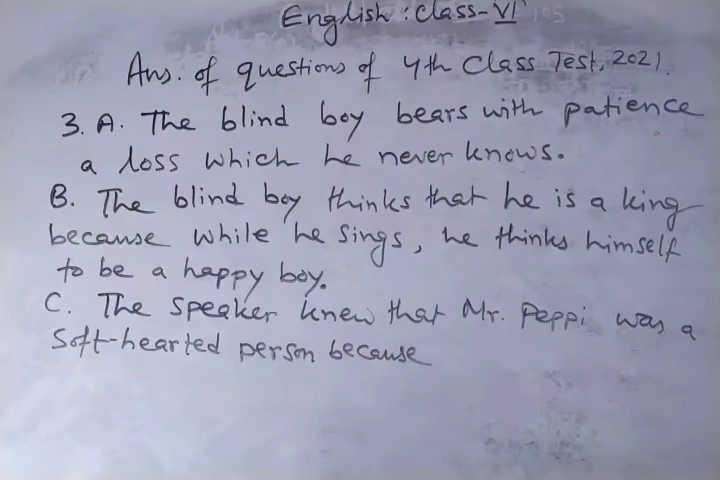 English : Class-VI
Ans. of questions of 4th Class Test, 2021.
3. A. The blind boy bears with patience
a loss which he never knows.
B. The blind boy thinks that he is a king
because while he sings, he thinks himself
to be a happy boy.
C. The speaker knew that Mr. Peppi was a
Soft-hearted person because